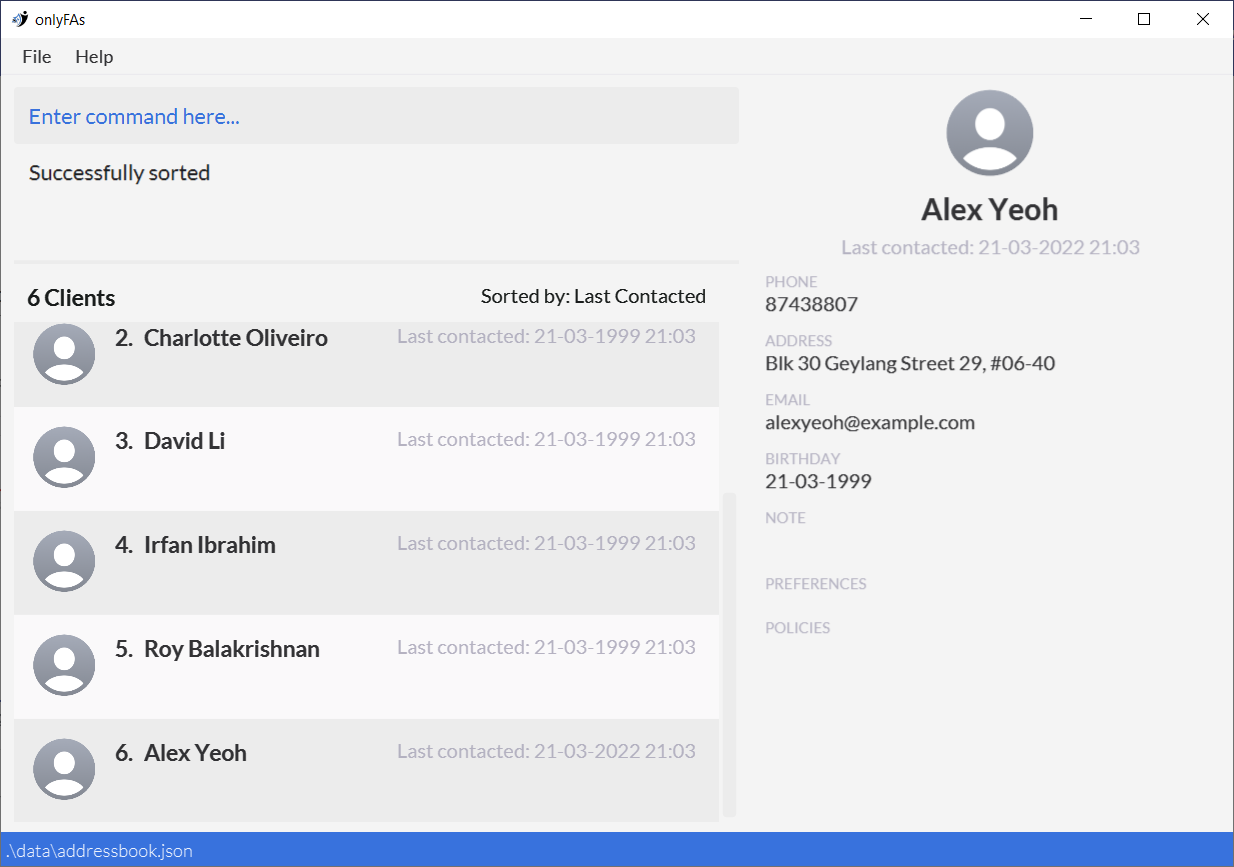 onlyFAs
File Help
Enter command here...
Successfully sorted
6 Clients
Sorted by: Last Contacted
2. Charlotte Oliveiro
Last contacted: 21-03-1999 21:03
3. David Li
Last contacted: 21-03-1999 21:03
4. Irfan Ibrahim
Last contacted: 21-03-1999 21:03
5. Roy Balakrishnan
Last contacted: 21-03-1999 21:03
6. Alex Yeoh
Last contacted: 21-03-2022 21:03
Alex Yeoh
Last contacted: 21-03-2022 21:03
PHONE
87438807
ADDRESS
Blk 30 Geylang Street 29, #06-40
EMAIL
alexyeoh@example.com
BIRTHDAY
21-03-1999
NOTE
PREFERENCES
POLICIES
.\data\addressbook.json